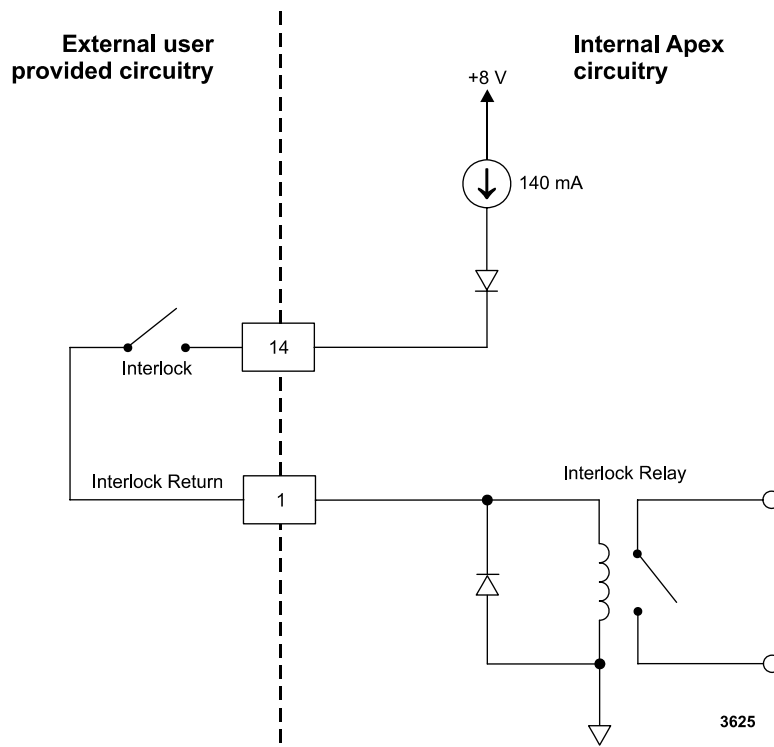 External user
provided circuitry
Internal Apex
circuitry
+8 V
140 mA
14
Interlock
Interlock Return
1
Interlock Relay
3625